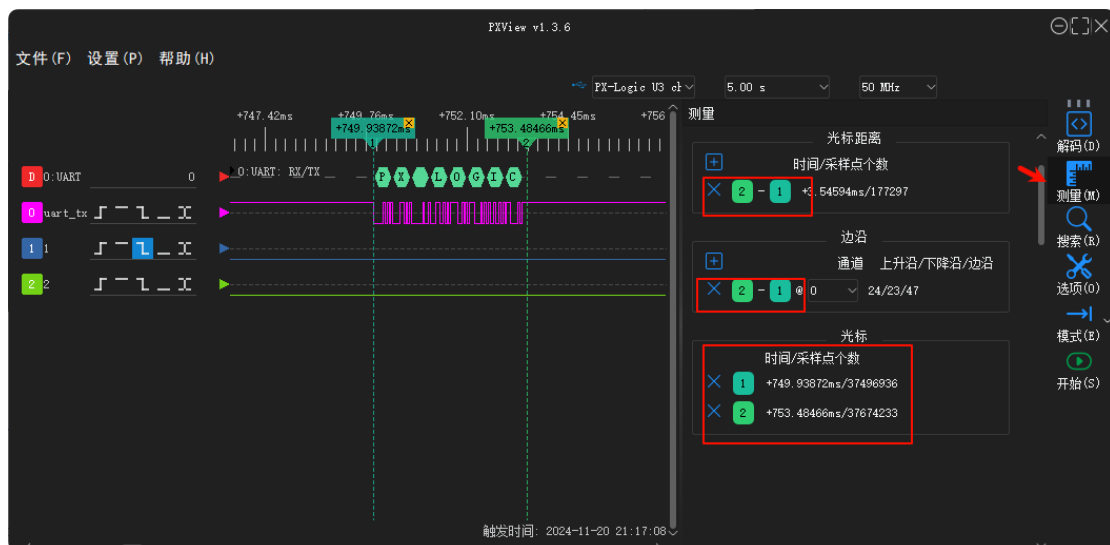 PXView v1.3.6
文件(F) 设置(P) 帮助(H)
PX-Logic U3 ch
5.00 s
50 MHz
+747.42ms +749.76ms +752.10ms +754.45ms +756
+749.93872ms +753.48466ms
1 2
D 0:UART 0
0:UART: RX/TX
P X - L O G I C
0 uart_tx
1 1
2 2
触发时间: 2024-11-20 21:17:08
测量
光标距离
时间/采样点个数
2 - 1 +3.54594ms/177297
边沿
通道 上升沿/下降沿/边沿
2 - 1 @ 0 24/23/47
光标
时间/采样点个数
1 +749.93872ms/37496936
2 +753.48466ms/37674233
解码(D)
测量(M)
搜索(R)
选项(O)
模式(E)
开始(S)